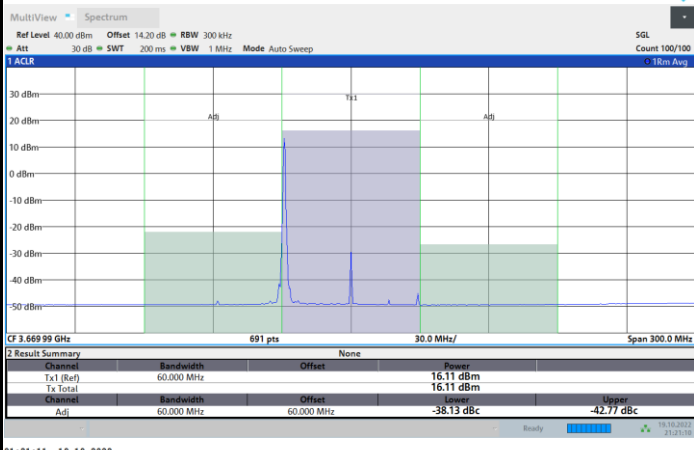 MultiView Spectrum
Ref Level 40.00 dBm Offset 14.20 dB RBW 300 kHz SGL
Att 30 dB SWT 200 ms VBW 1 MHz Mode Auto Sweep Count 100/100
1 ACLR 1Rm Avg
30 dBm
Tx1
20 dBm
Adj Adj
10 dBm
0 dBm
-10 dBm
-20 dBm
-30 dBm
-40 dBm
-50 dBm
CF 3.669 99 GHz 691 pts 30.0 MHz/ Span 300.0 MHz
2 Result Summary None
Channel Bandwidth Offset Power
Tx1 (Ref) 60.000 MHz 16.11 dBm
Tx Total 16.11 dBm
Channel Bandwidth Offset Lower Upper
Adj 60.000 MHz 60.000 MHz -38.13 dBc -42.77 dBc
Ready 19.10.2022
21:21:10